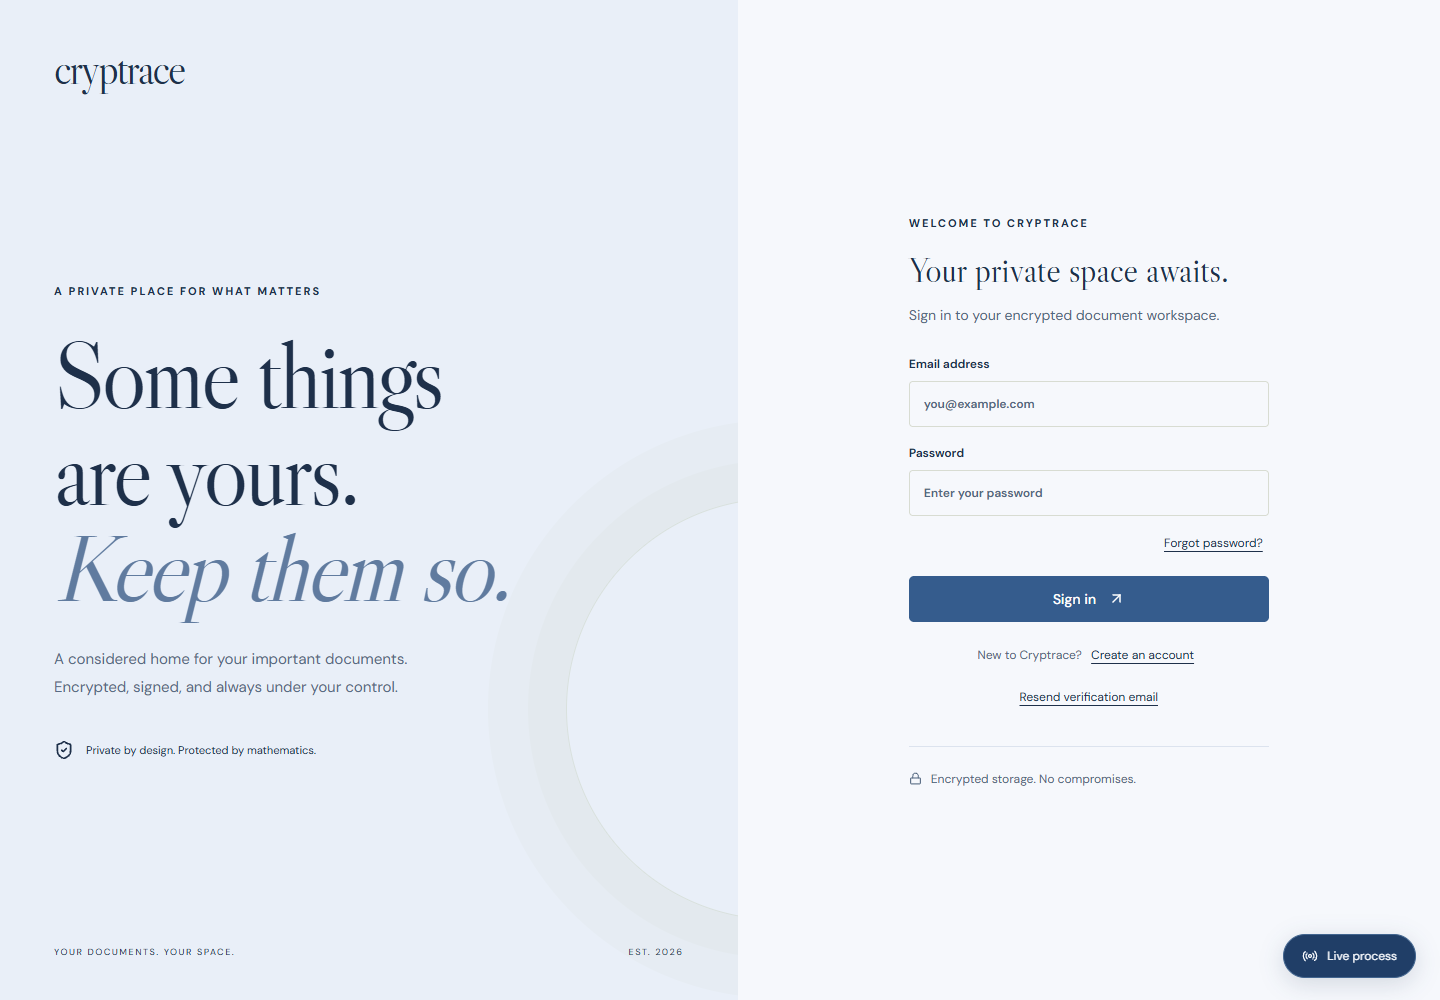 cryptrace
A PRIVATE PLACE FOR WHAT MATTERS
Some things
are yours.
Keep them so.
A considered home for your important documents.
Encrypted, signed, and always under your control.
Private by design. Protected by mathematics.
YOUR DOCUMENTS. YOUR SPACE.
EST. 2026
WELCOME TO CRYPTRACE
Your private space awaits.
Sign in to your encrypted document workspace.
Email address
you@example.com
Password
Enter your password
Forgot password?
Sign in
New to Cryptrace? Create an account
Resend verification email
Encrypted storage. No compromises.
Live process